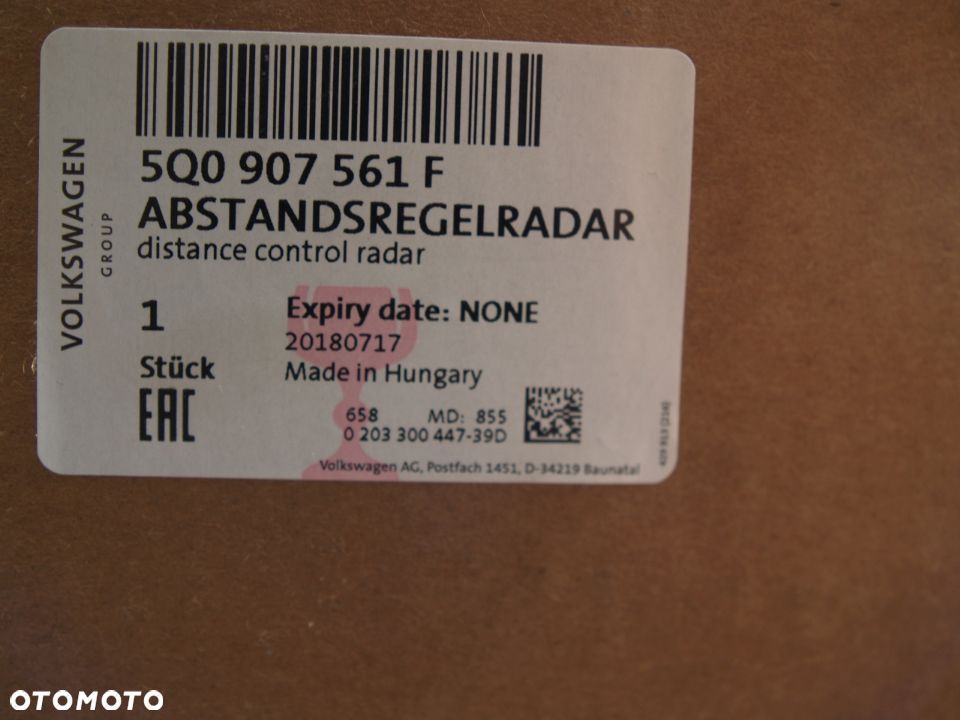 VOLKSWAGEN
GROUP
5Q0 907 561 F
ABSTANDSREGELRADAR
distance control radar
1
Stück
EAC
Expiry date: NONE
20180717
Made in Hungary
658 MD: 855
0 203 300 447-39D
Volkswagen AG, Postfach 1451, D-34219 Baunatal
OTOMOTO